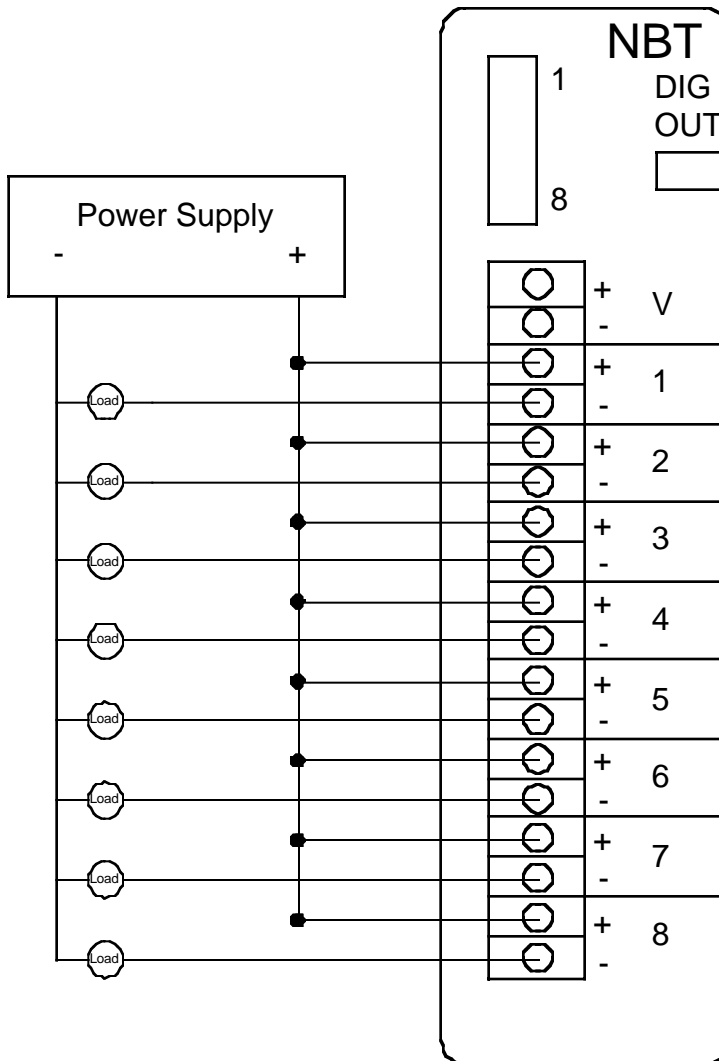 NBT
DIG
OUT
1
8
Power Supply
- +
+
- V
+
- 1
Load
+
- 2
Load
+
- 3
Load
+
- 4
Load
+
- 5
Load
+
- 6
Load
+
- 7
Load
+
- 8
Load